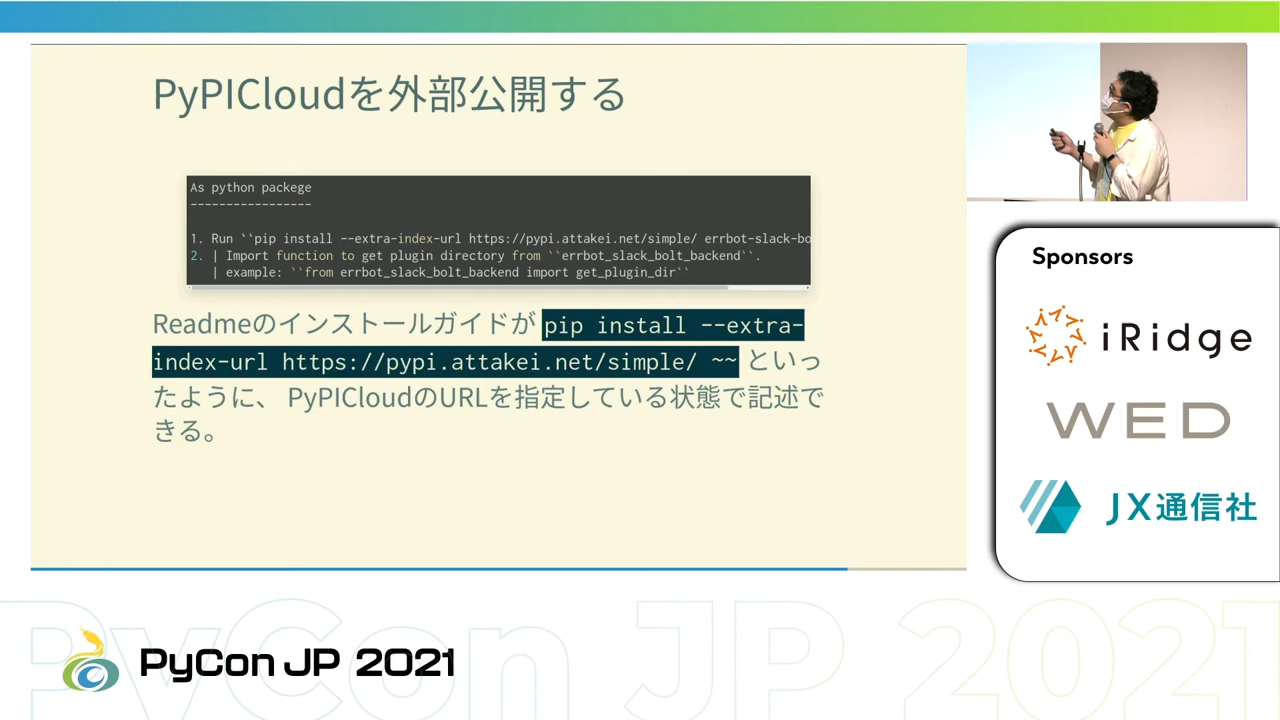 PyPICloudを外部公開する
As python packege
-----------------
1. Run ``pip install --extra-index-url https://pypi.attakei.net/simple/ errbot-slack-bo
2. | Import function to get plugin directory from ``errbot_slack_bolt_backend``.
| example: ``from errbot_slack_bolt_backend import get_plugin_dir``
Readmeのインストールガイドが pip install --extra-
index-url https://pypi.attakei.net/simple/ ~~ といっ
たように、 PyPICloudのURLを指定している状態で記述で
きる。
Sponsors
iRidge
WED
JX通信社
PyCon JP 2021
PyCon JP 2021